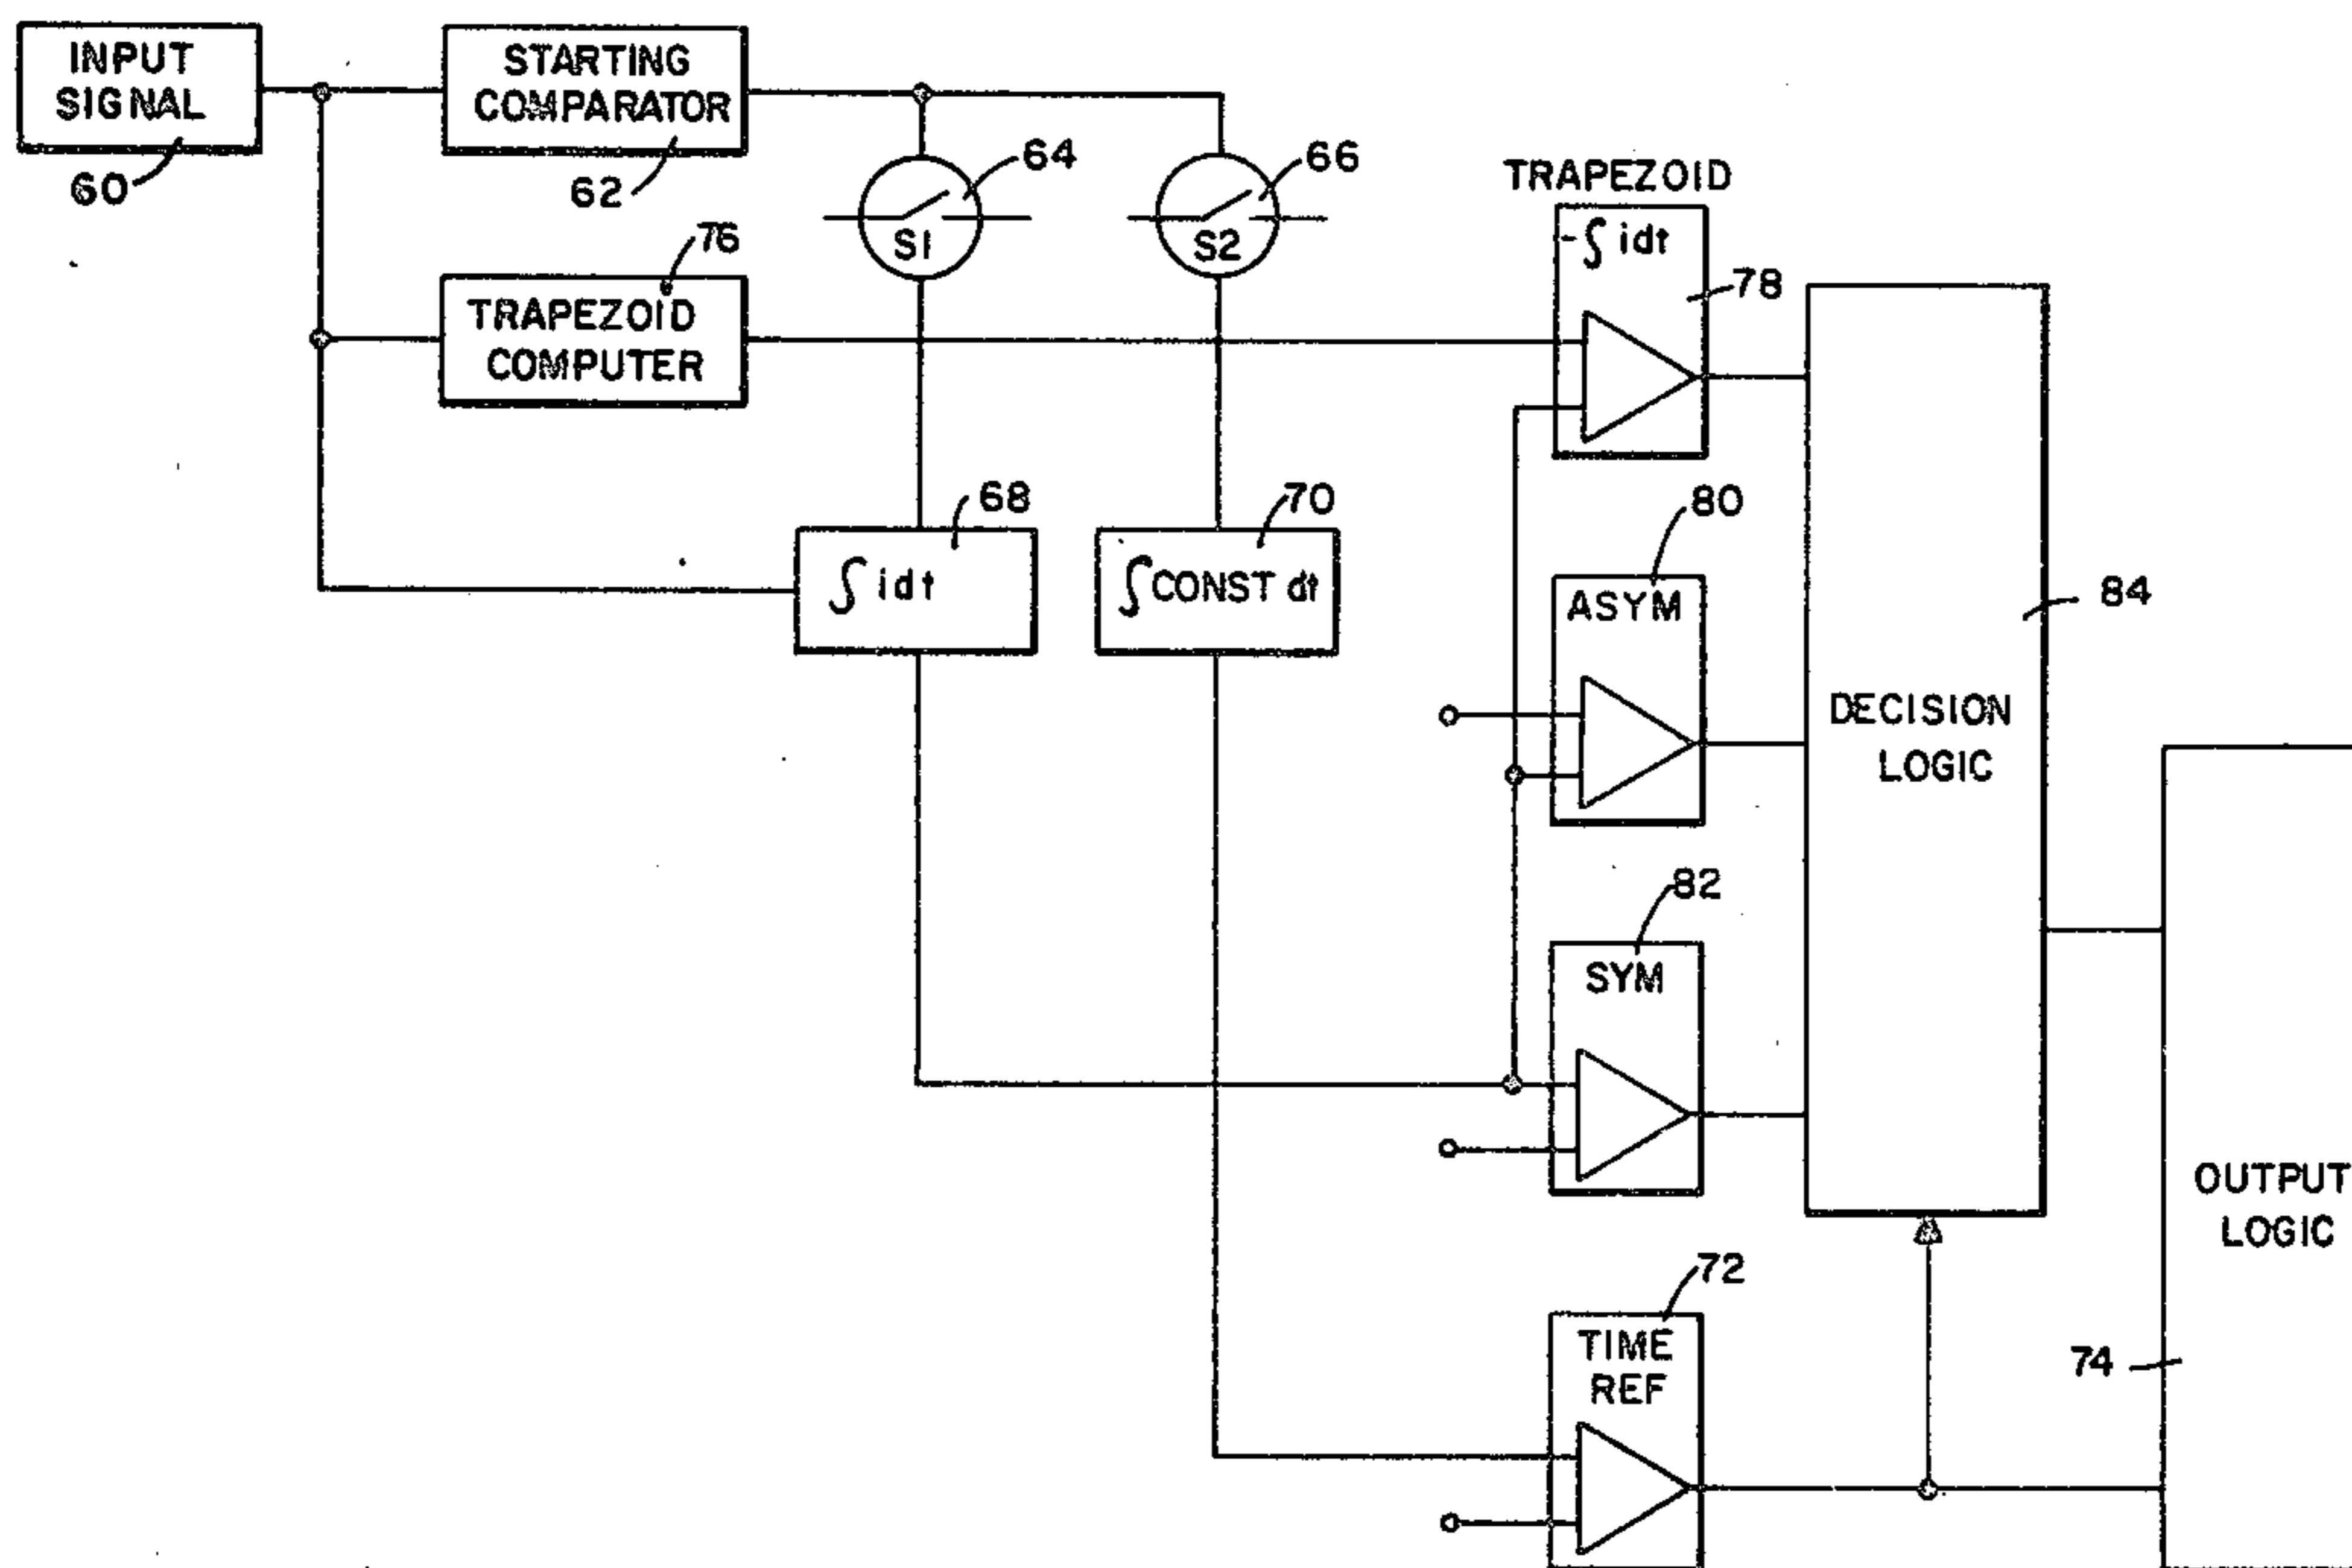 INPUT
SIGNAL
60
STARTING
COMPARATOR
62
64
S1
66
S2
76
TRAPEZOID
COMPUTER
TRAPEZOID
-∫ idt
78
68
∫ idt
70
∫CONST dt
80
ASYM
82
SYM
84
DECISION
LOGIC
72
TIME
REF
74
OUTPUT
LOGIC